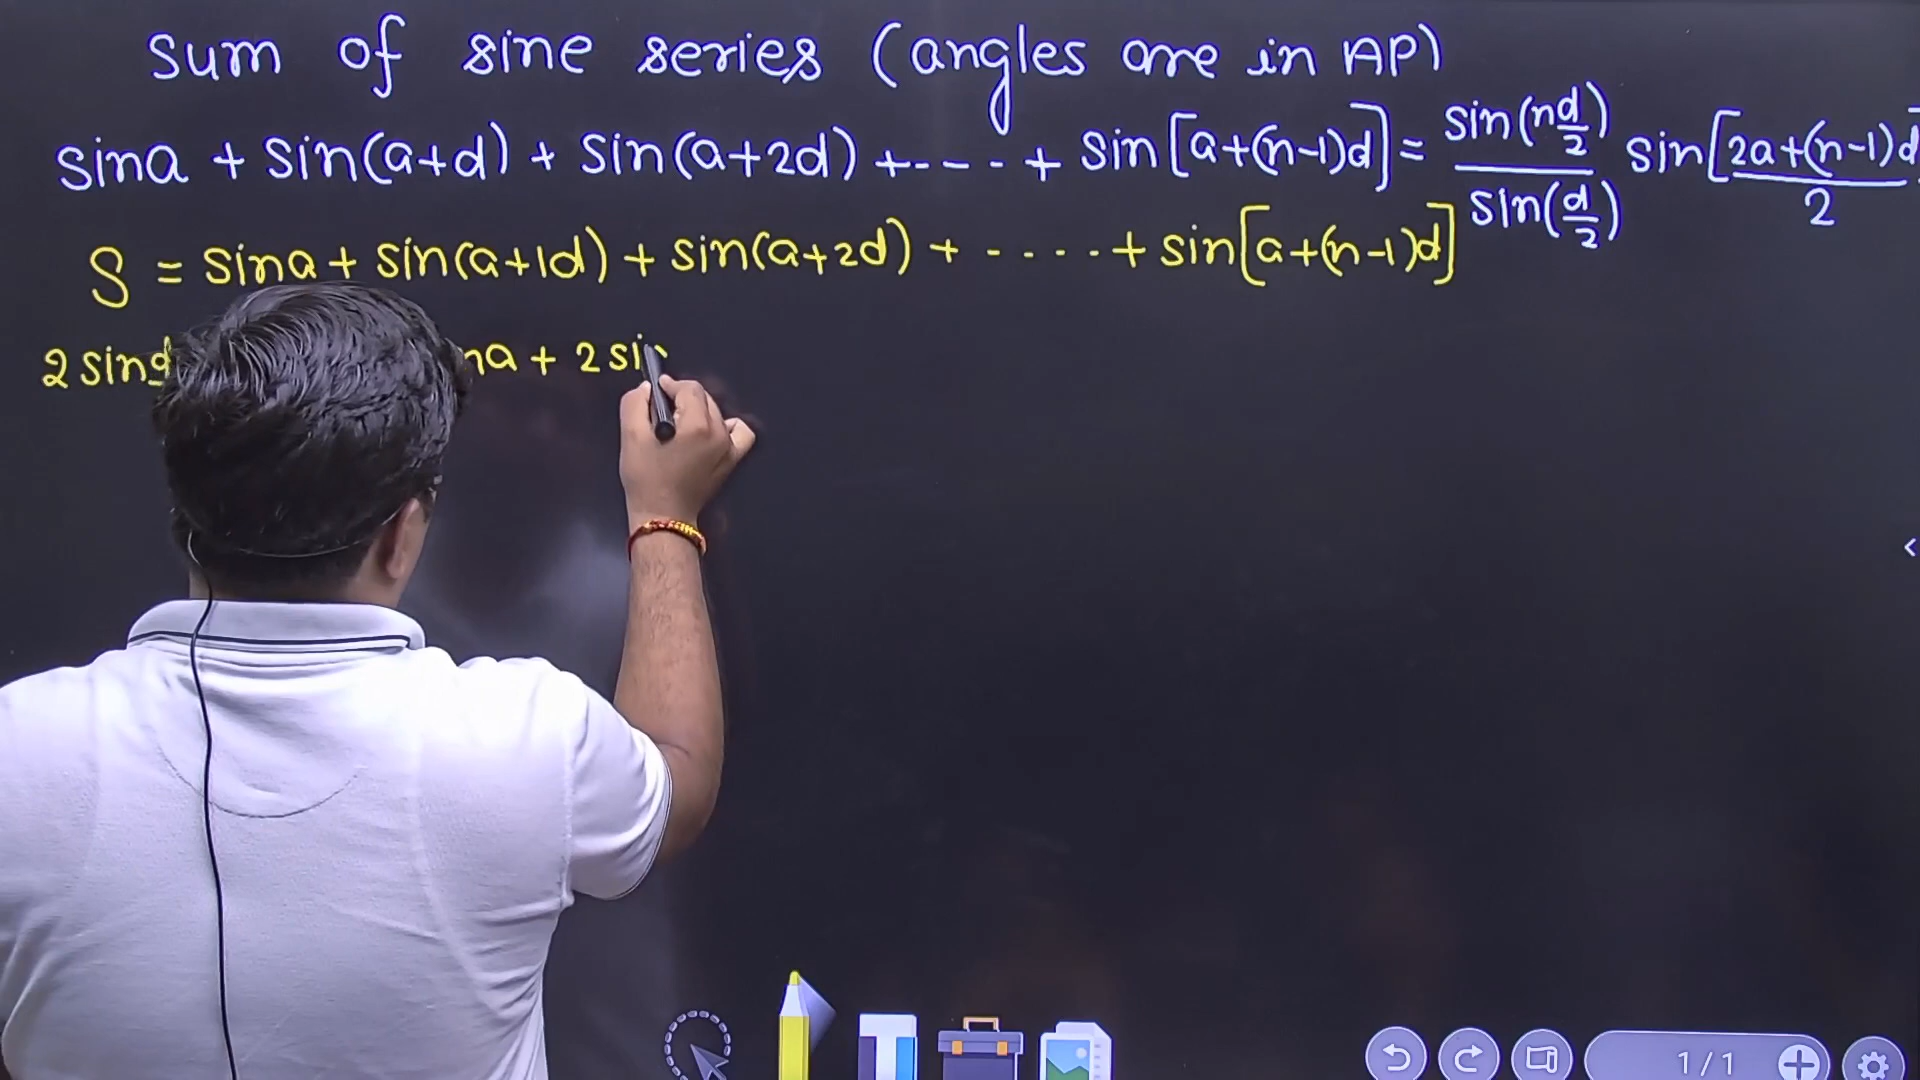 Sum of sine series (angles are in AP)
sina + sin(a+d) + sin(a+2d) +---- + sin[a+(n-1)d] = sin(nd/2)/sin(d/2) sin[2a+(n-1)d/2]
S = sina + sin(a+1d) + sin(a+2d) + ----- + sin[a+(n-1)d]
2 sin na + 2 si
<
1/1